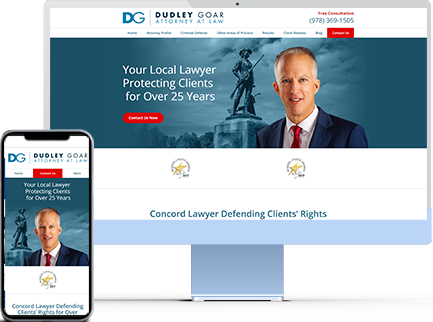 DG DUDLEY GOAR
ATTORNEY AT LAW
Free Consultation
(978) 369-1505
Home Attorney Profile Criminal Defense Other Areas of Practice Results Client Reviews Blog Contact Us
Your Local Lawyer
Protecting Clients
for Over 25 Years
Contact Us Now
Concord Lawyer Defending Clients' Rights
DG DUDLEY GOAR
ATTORNEY AT LAW
Home Contact Us More
Your Local Lawyer
Protecting Clients
for Over 25 Years
Concord Lawyer Defending
Clients' Rights for Over